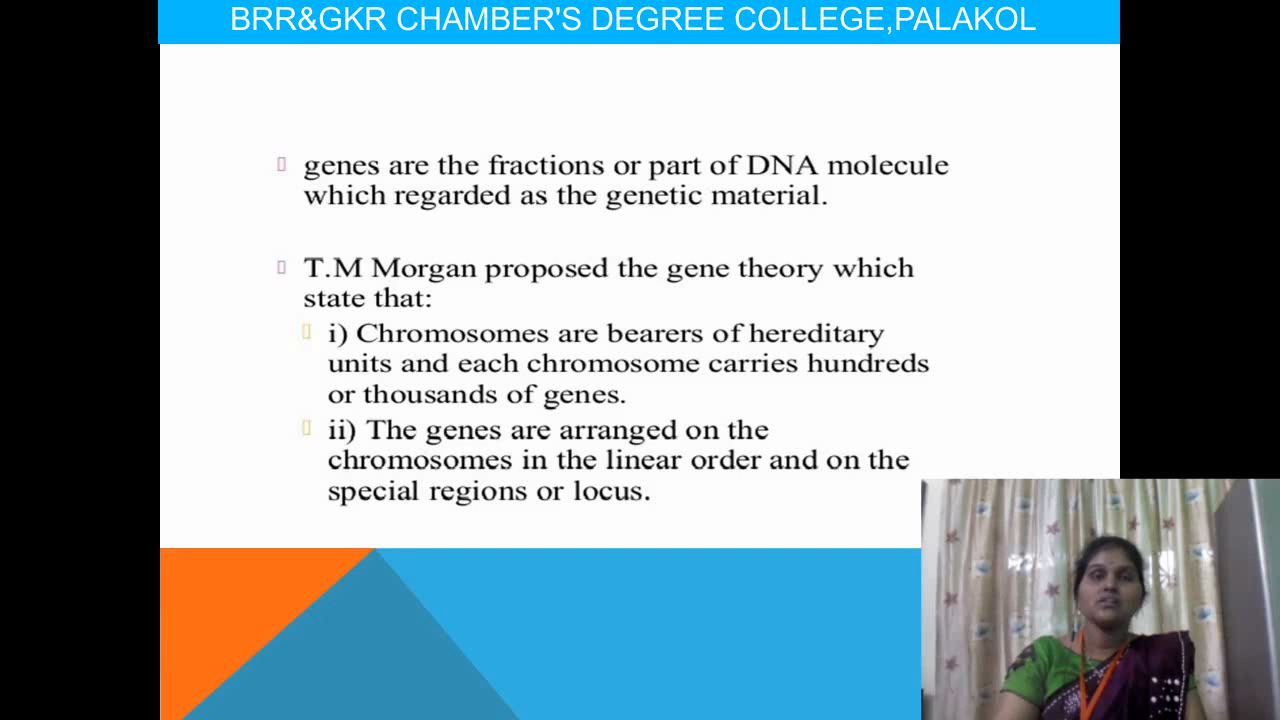 BRR&GKR CHAMBER'S DEGREE COLLEGE,PALAKOL
genes are the fractions or part of DNA molecule
which regarded as the genetic material.
T.M Morgan proposed the gene theory which
state that:
i) Chromosomes are bearers of hereditary
units and each chromosome carries hundreds
or thousands of genes.
ii) The genes are arranged on the
chromosomes in the linear order and on the
special regions or locus.